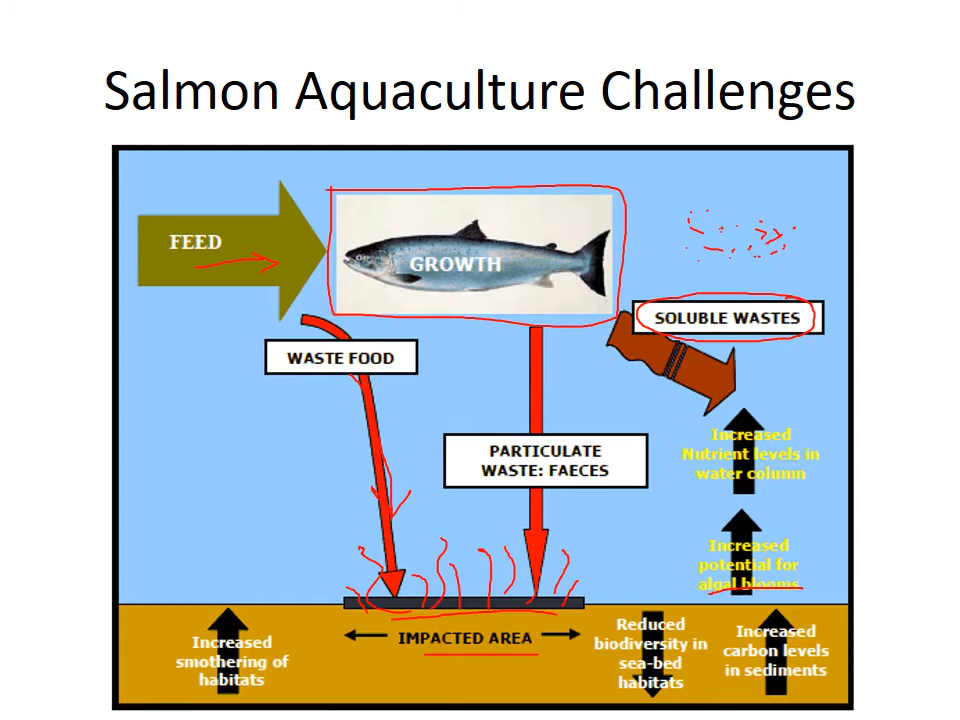 Salmon Aquaculture Challenges
FEED
GROWTH
SOLUBLE WASTES
WASTE FOOD
PARTICULATE
WASTE: FAECES
Increased
Nutrient levels in
water column
Increased
potential for
algal blooms
Increased
smothering of
habitats
IMPACTED AREA
Reduced
biodiversity in
sea-bed
habitats
Increased
carbon levels
in sediments